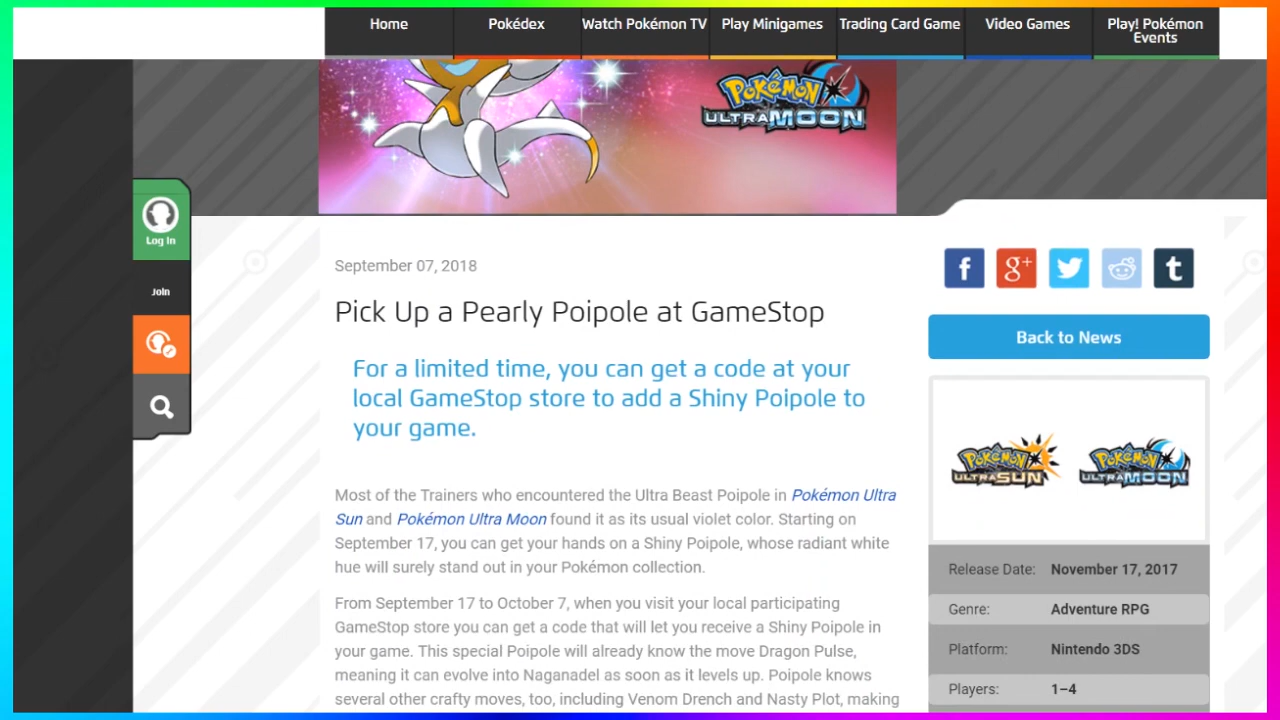 Home
Pokédex
Watch Pokémon TV
Play Minigames
Trading Card Game
Video Games
Play! Pokémon
Events
POKÉMON
ULTRA MOON
Log In
Join
September 07, 2018
Pick Up a Pearly Poipole at GameStop
For a limited time, you can get a code at your
local GameStop store to add a Shiny Poipole to
your game.
Most of the Trainers who encountered the Ultra Beast Poipole in Pokémon Ultra
Sun and Pokémon Ultra Moon found it as its usual violet color. Starting on
September 17, you can get your hands on a Shiny Poipole, whose radiant white
hue will surely stand out in your Pokémon collection.
From September 17 to October 7, when you visit your local participating
GameStop store you can get a code that will let you receive a Shiny Poipole in
your game. This special Poipole will already know the move Dragon Pulse,
meaning it can evolve into Naganadel as soon as it levels up. Poipole knows
several other crafty moves, too, including Venom Drench and Nasty Plot, making
f
g+
t
Back to News
POKÉMON
ULTRA SUN
POKÉMON
ULTRA MOON
Release Date: November 17, 2017
Genre: Adventure RPG
Platform: Nintendo 3DS
Players: 1–4